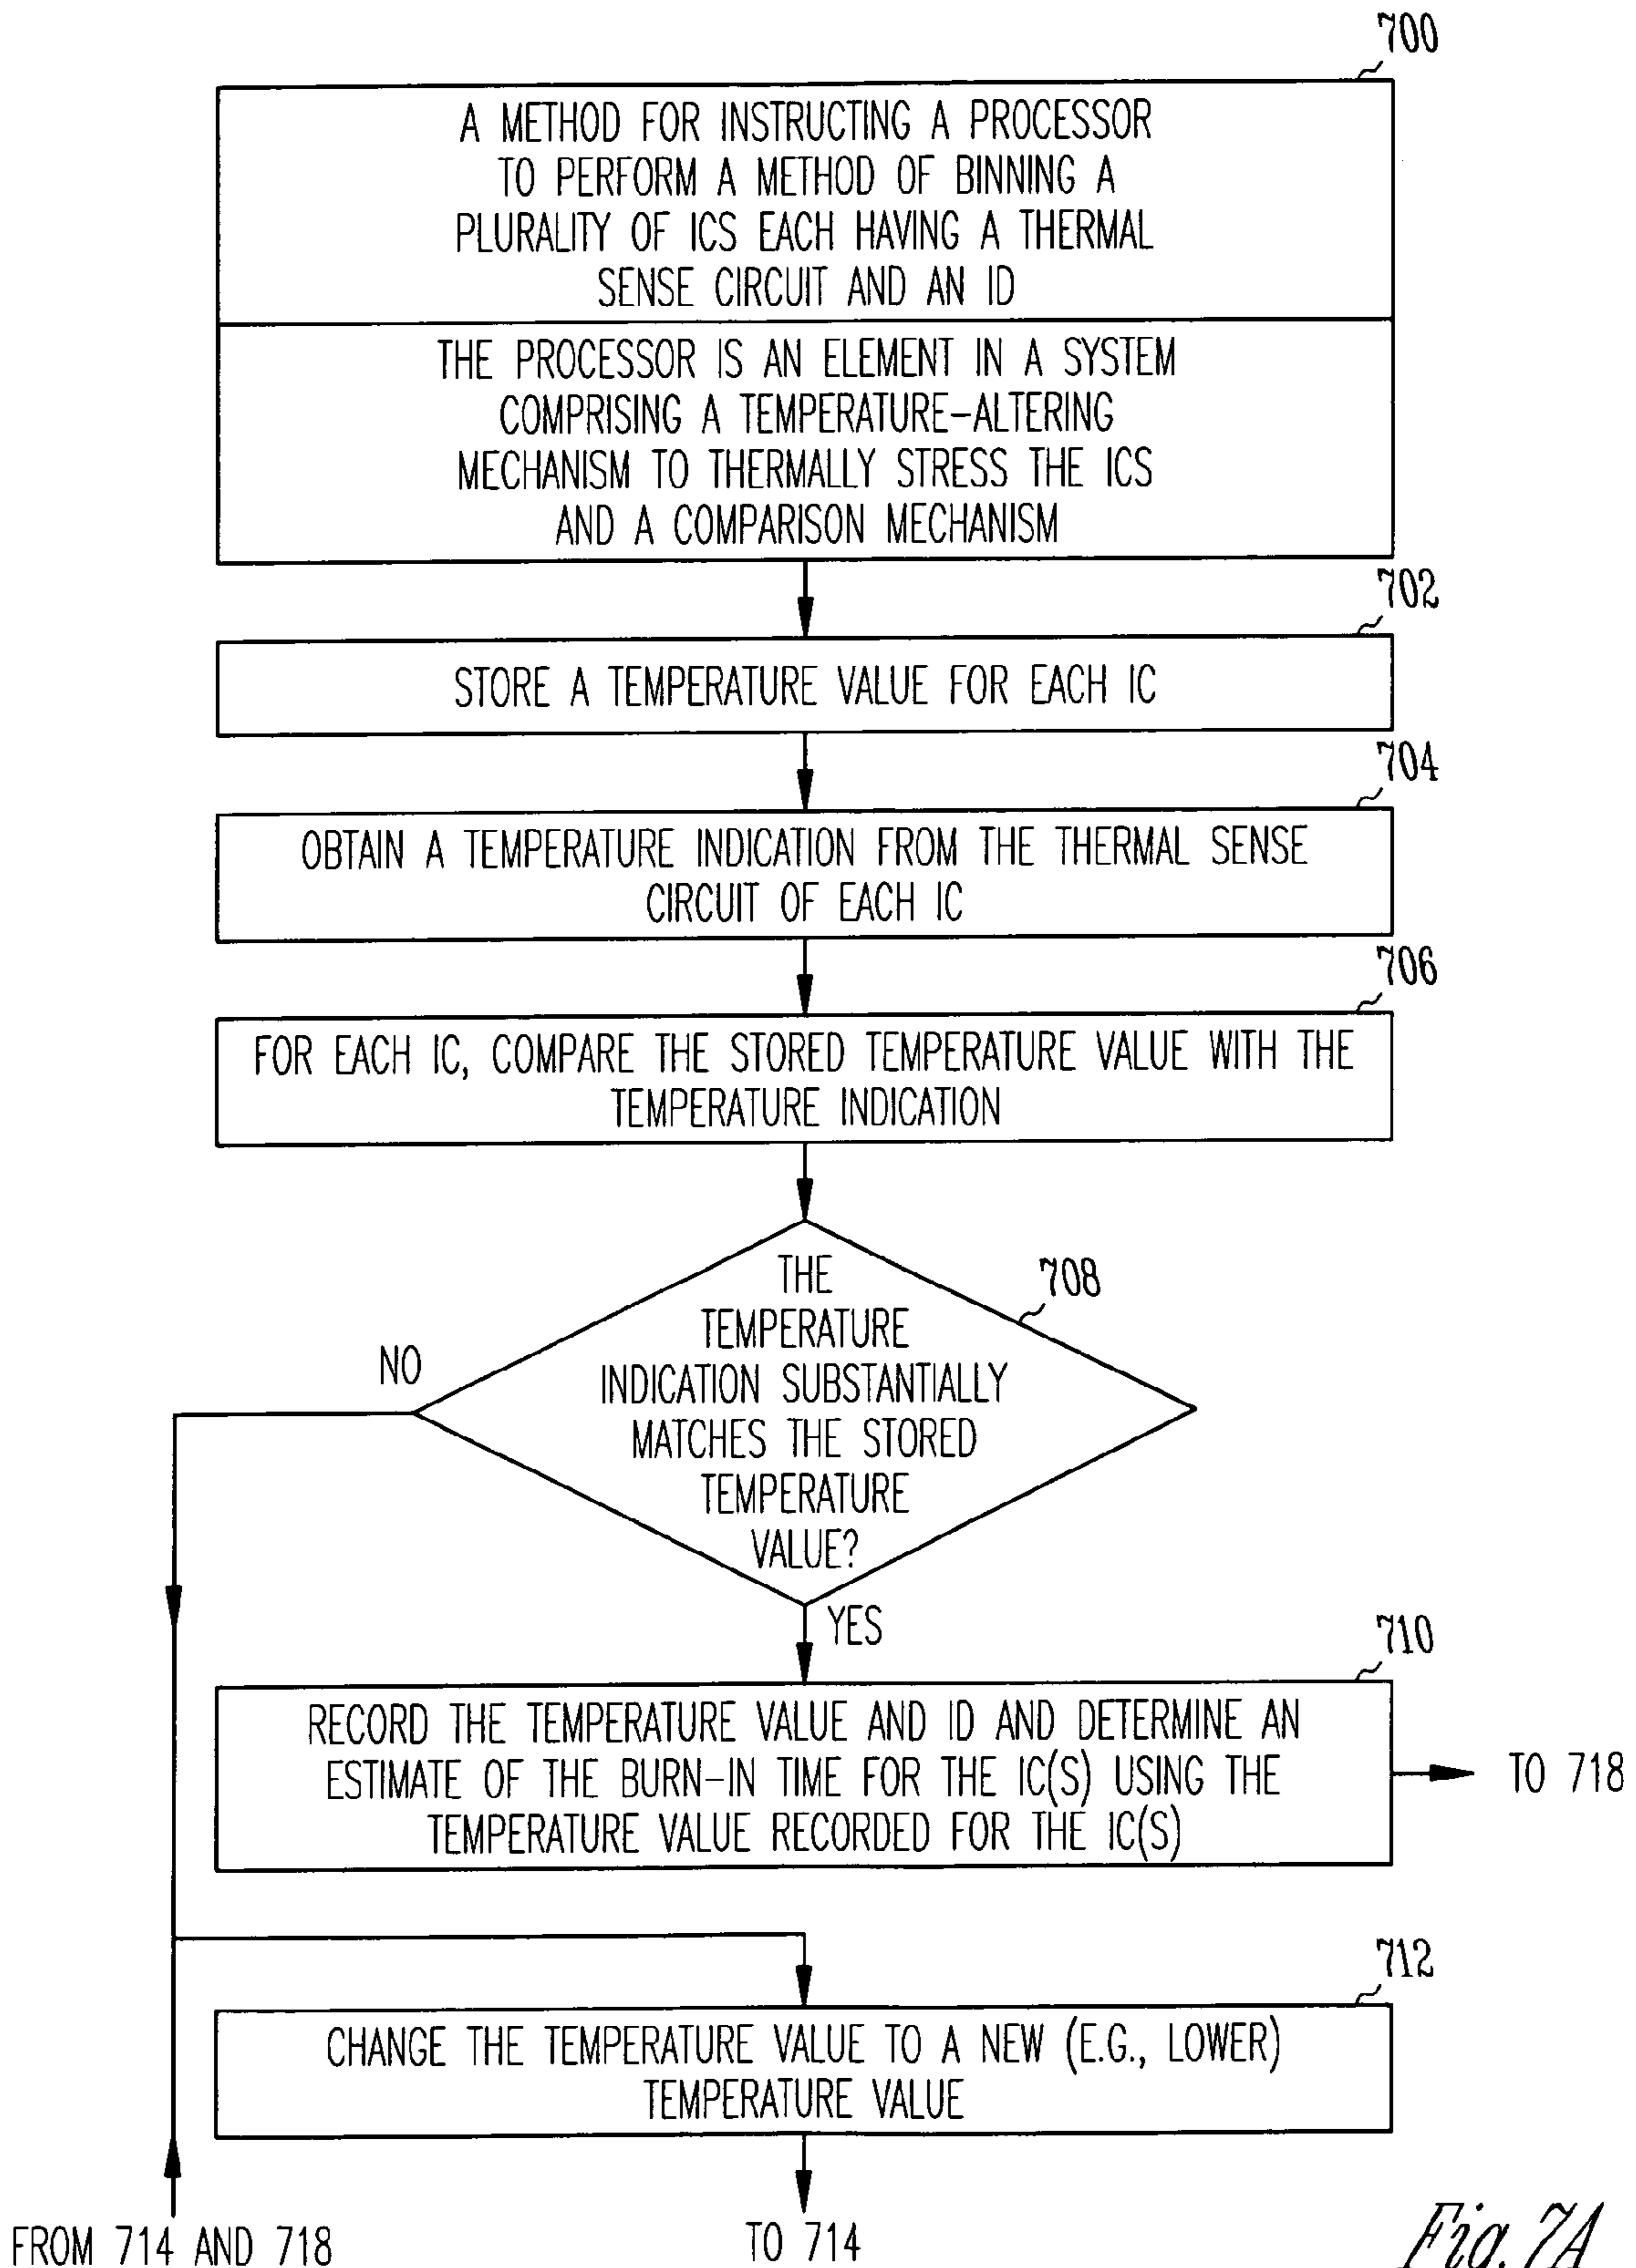 700
A METHOD FOR INSTRUCTING A PROCESSOR
TO PERFORM A METHOD OF BINNING A
PLURALITY OF ICS EACH HAVING A THERMAL
SENSE CIRCUIT AND AN ID
THE PROCESSOR IS AN ELEMENT IN A SYSTEM
COMPRISING A TEMPERATURE-ALTERING
MECHANISM TO THERMALLY STRESS THE ICS
AND A COMPARISON MECHANISM
702
STORE A TEMPERATURE VALUE FOR EACH IC
704
OBTAIN A TEMPERATURE INDICATION FROM THE THERMAL SENSE
CIRCUIT OF EACH IC
706
FOR EACH IC, COMPARE THE STORED TEMPERATURE VALUE WITH THE
TEMPERATURE INDICATION
708
THE
TEMPERATURE
INDICATION SUBSTANTIALLY
MATCHES THE STORED
TEMPERATURE
VALUE?
NO
YES
710
RECORD THE TEMPERATURE VALUE AND ID AND DETERMINE AN
ESTIMATE OF THE BURN-IN TIME FOR THE IC(S) USING THE
TEMPERATURE VALUE RECORDED FOR THE IC(S)
TO 718
712
CHANGE THE TEMPERATURE VALUE TO A NEW (E.G., LOWER)
TEMPERATURE VALUE
FROM 714 AND 718
TO 714
Fig. 7A